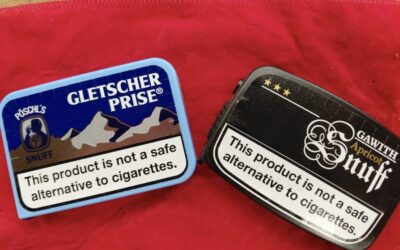 PÖSCHL'S
SNUFF
GLETSCHER
PRISE®
This product is not a safe
alternative to cigarettes.
GAWITH
Apricot
Snuff
This product is not a safe
alternative to cigarettes.